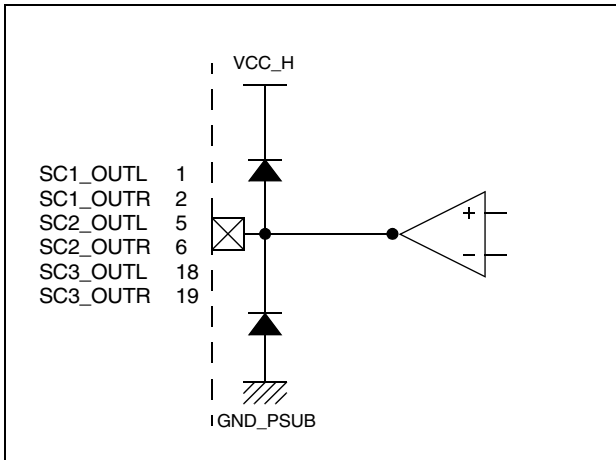 VCC_H
SC1_OUTL 1
SC1_OUTR 2
SC2_OUTL 5
SC2_OUTR 6
SC3_OUTL 18
SC3_OUTR 19
+
−
GND_PSUB